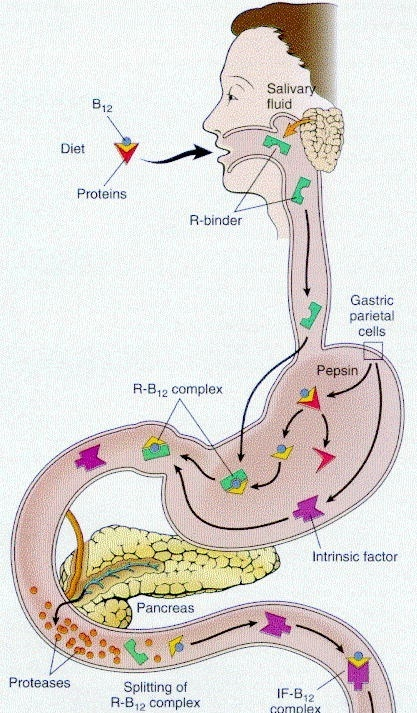 Salivary
fluid
B12
Diet
Proteins
R-binder
Gastric
parietal
cells
Pepsin
R-B12 complex
Intrinsic factor
Pancreas
Proteases
Splitting of
R-B12 complex
IF-B12
complex